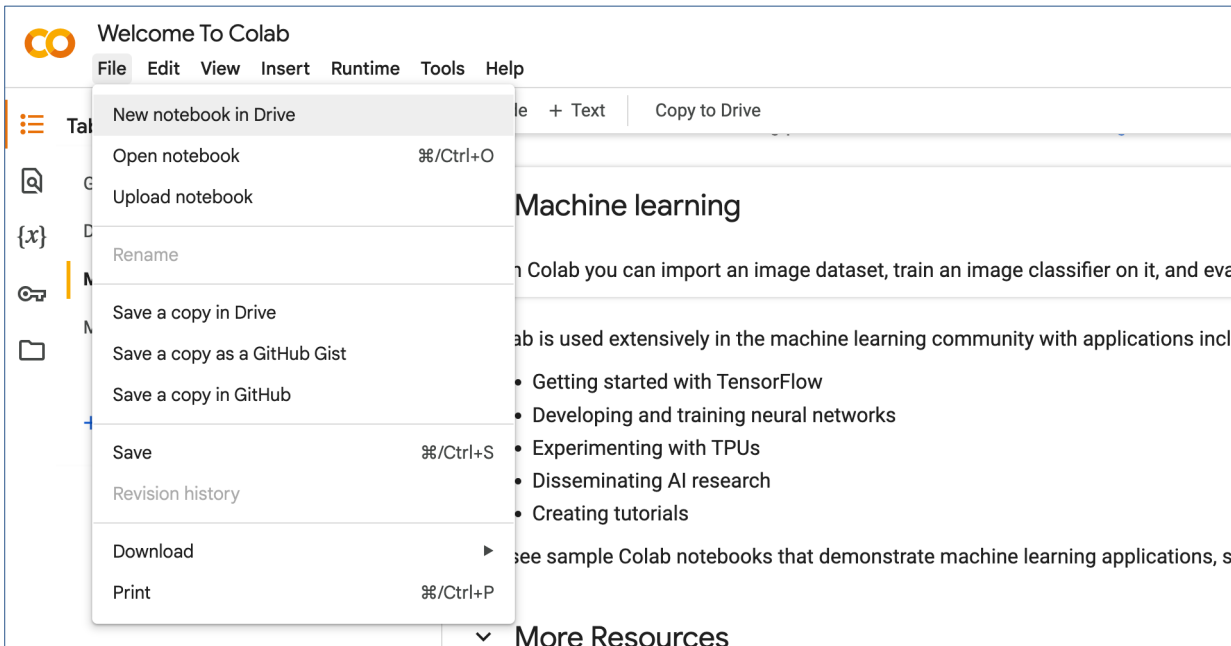 Welcome To Colab
File Edit View Insert Runtime Tools Help
+ Text Copy to Drive
New notebook in Drive
Open notebook ⌘/Ctrl+O
Upload notebook
Rename
Save a copy in Drive
Save a copy as a GitHub Gist
Save a copy in GitHub
Save ⌘/Ctrl+S
Revision history
Download
Print ⌘/Ctrl+P
{x}
Machine learning
Colab you can import an image dataset, train an image classifier on it, and
is used extensively in the machine learning community with applications
• Getting started with TensorFlow
• Developing and training neural networks
• Experimenting with TPUs
• Disseminating AI research
• Creating tutorials
see sample Colab notebooks that demonstrate machine learning applications,
More Resources